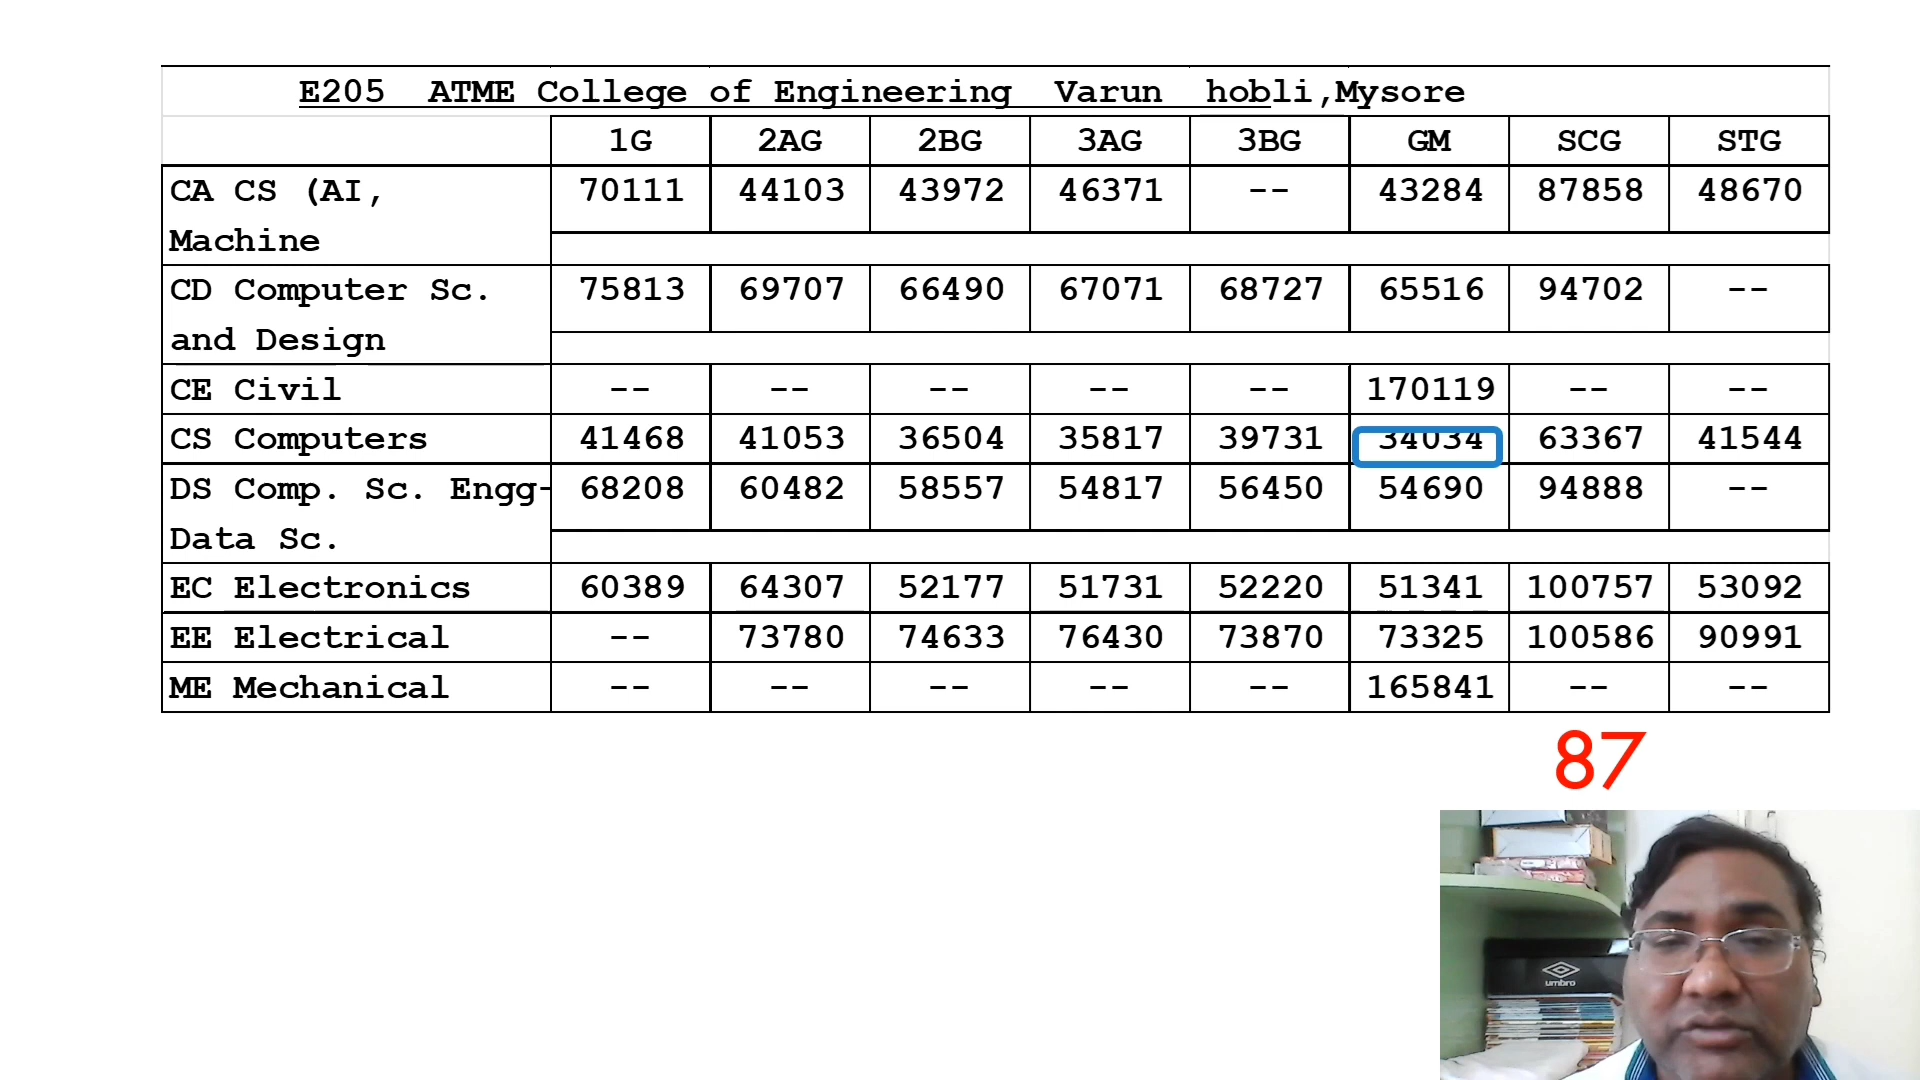 E205 ATME College of Engineering Varun hobli,Mysore
1G 2AG 2BG 3AG 3BG GM SCG STG
CA CS (AI, 70111 44103 43972 46371 -- 43284 87858 48670
Machine
CD Computer Sc. 75813 69707 66490 67071 68727 65516 94702 --
and Design
CE Civil -- -- -- -- -- 170119 -- --
CS Computers 41468 41053 36504 35817 39731 34034 63367 41544
DS Comp. Sc. Engg- 68208 60482 58557 54817 56450 54690 94888 --
Data Sc.
EC Electronics 60389 64307 52177 51731 52220 51341 100757 53092
EE Electrical -- 73780 74633 76430 73870 73325 100586 90991
ME Mechanical -- -- -- -- -- 165841 -- --
87
umbro